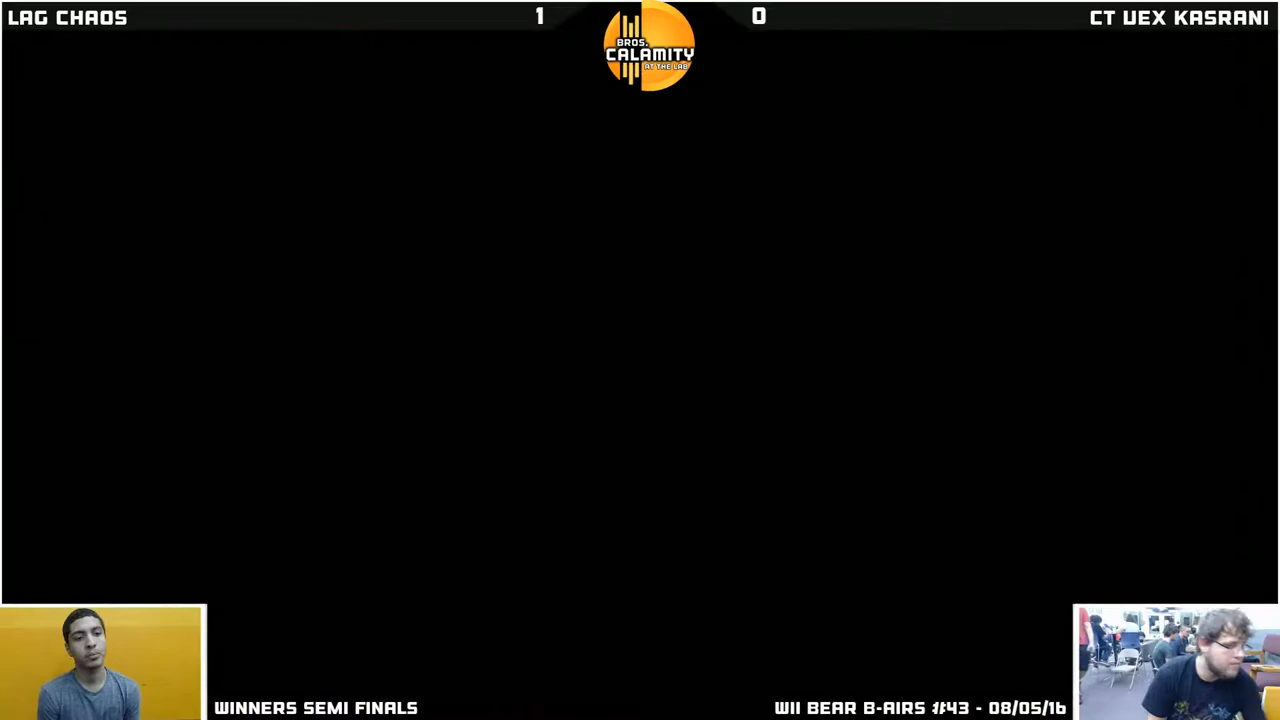 LAG CHAOS 1 0 CT VEX KASRANI
BROS.
CALAMITY
AT THE LAB
WINNERS SEMI FINALS
WII BEAR B-AIRS #43 - 08/05/16